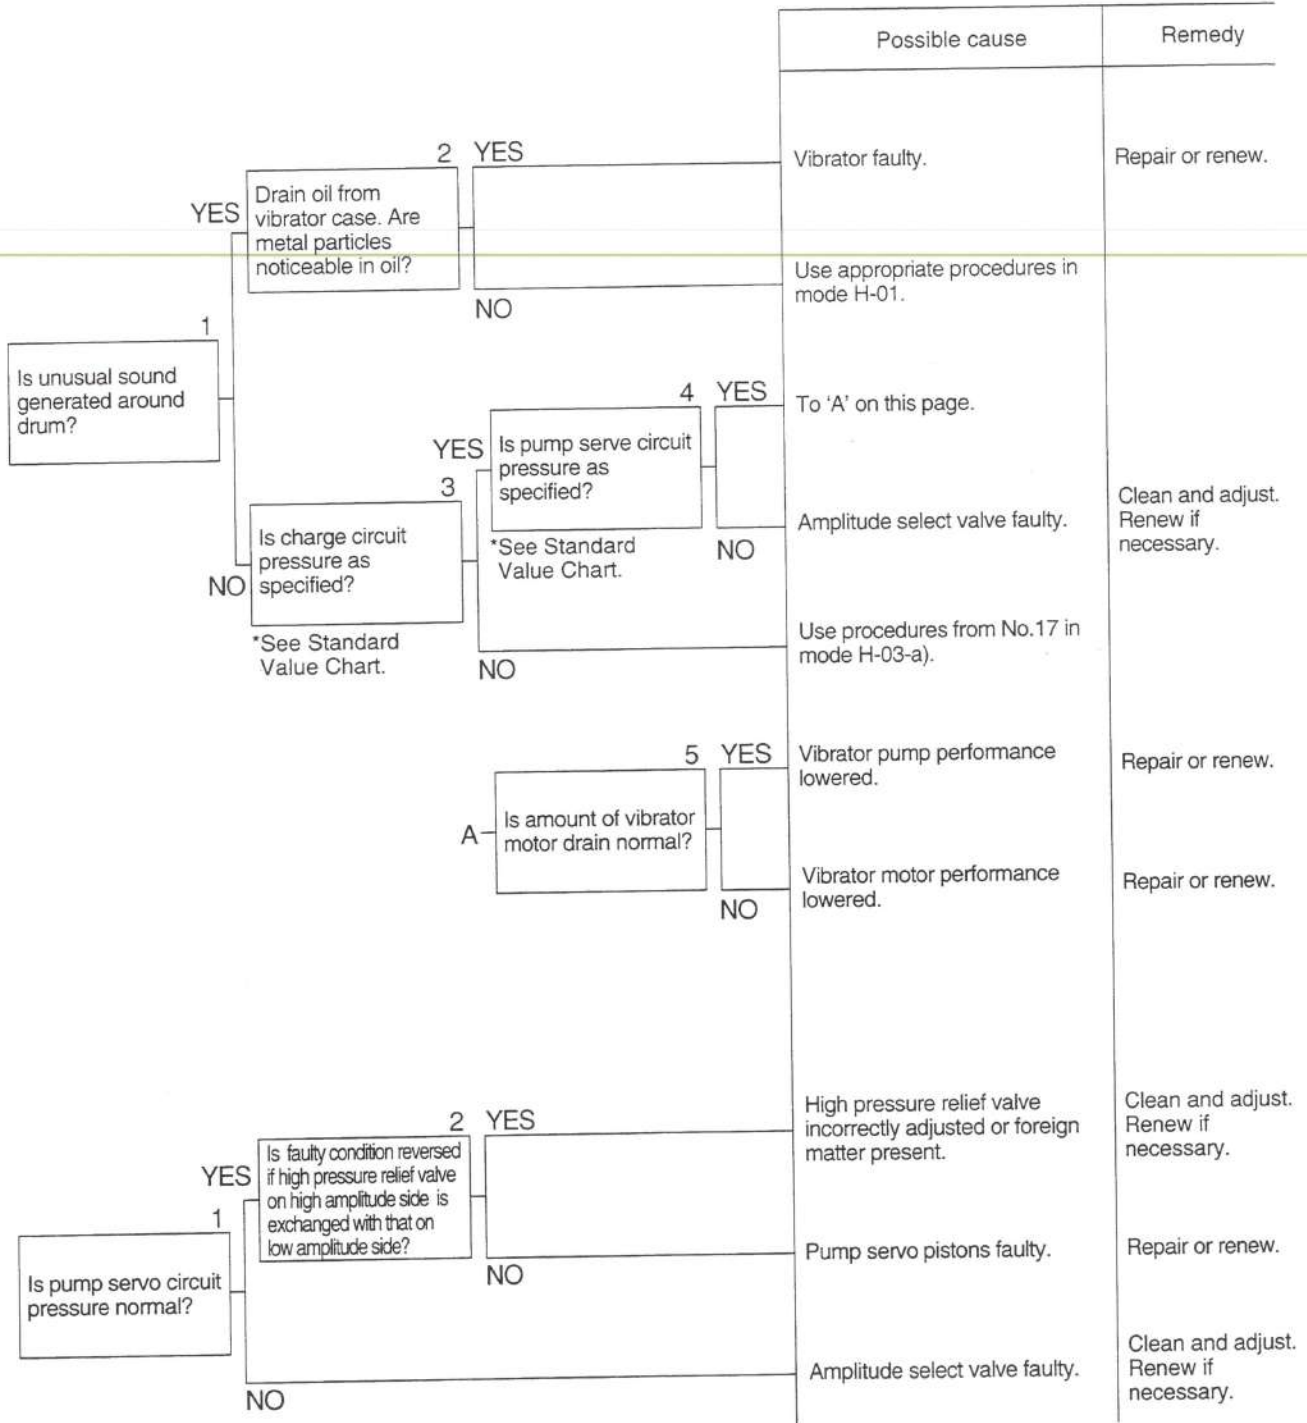 Possible cause
Remedy
2 YES
Vibrator faulty.
Repair or renew.
YES
Drain oil from
vibrator case. Are
metal particles
noticeable in oil?
Use appropriate procedures in
mode H-01.
NO
1
Is unusual sound
generated around
drum?
4 YES
To 'A' on this page.
YES
Is pump serve circuit
pressure as
specified?
3
Is charge circuit
pressure as
specified?
NO
*See Standard
Value Chart.
*See Standard
Value Chart.
NO
Amplitude select valve faulty.
Clean and adjust.
Renew if
necessary.
Use procedures from No.17 in
mode H-03-a).
NO
5 YES
Vibrator pump performance
lowered.
Repair or renew.
A
Is amount of vibrator
motor drain normal?
Vibrator motor performance
lowered.
Repair or renew.
NO
2 YES
High pressure relief valve
incorrectly adjusted or foreign
matter present.
Clean and adjust.
Renew if
necessary.
YES
Is faulty condition reversed
if high pressure relief valve
on high amplitude side is
exchanged with that on
low amplitude side?
1
Is pump servo circuit
pressure normal?
NO
Pump servo pistons faulty.
Repair or renew.
NO
Amplitude select valve faulty.
Clean and adjust.
Renew if
necessary.